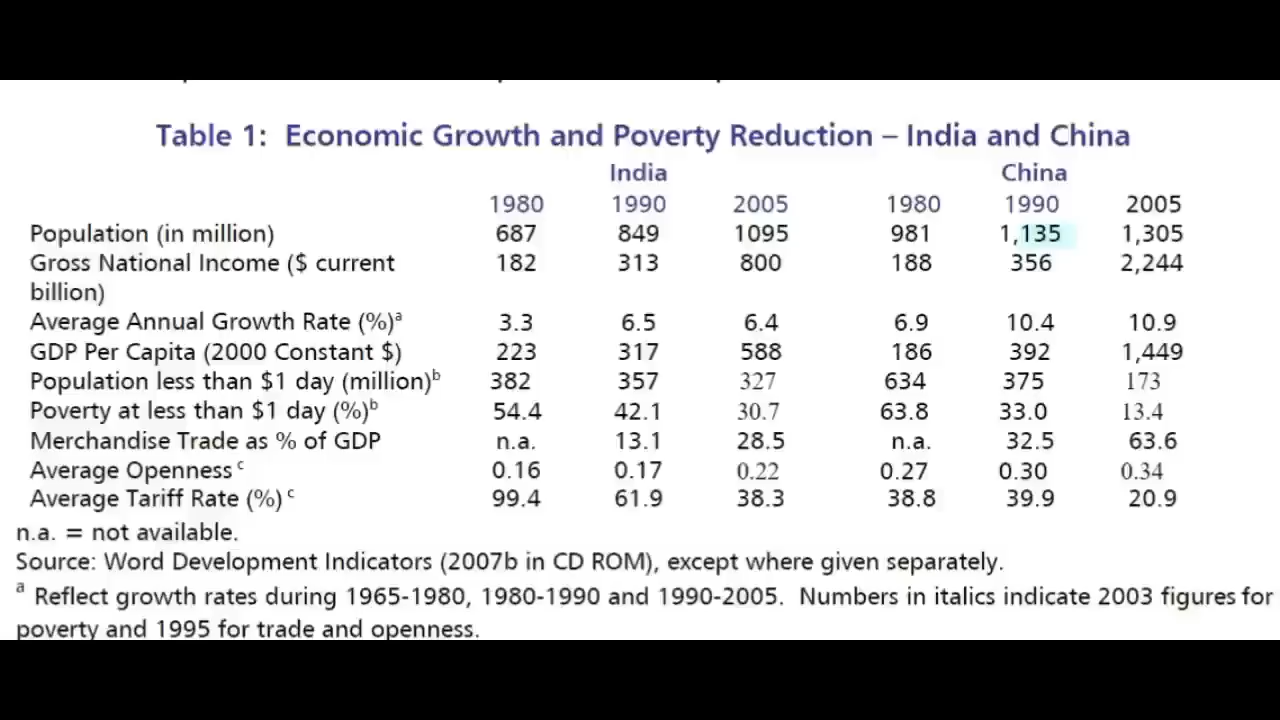 Table 1: Economic Growth and Poverty Reduction – India and China
India China
1980 1990 2005 1980 1990 2005
Population (in million) 687 849 1095 981 1,135 1,305
Gross National Income ($ current 182 313 800 188 356 2,244
billion)
Average Annual Growth Rate (%)a 3.3 6.5 6.4 6.9 10.4 10.9
GDP Per Capita (2000 Constant $) 223 317 588 186 392 1,449
Population less than $1 day (million)b 382 357 327 634 375 173
Poverty at less than $1 day (%)b 54.4 42.1 30.7 63.8 33.0 13.4
Merchandise Trade as % of GDP n.a. 13.1 28.5 n.a. 32.5 63.6
Average Openness c 0.16 0.17 0.22 0.27 0.30 0.34
Average Tariff Rate (%) c 99.4 61.9 38.3 38.8 39.9 20.9
n.a. = not available.
Source: Word Development Indicators (2007b in CD ROM), except where given separately.
a Reflect growth rates during 1965-1980, 1980-1990 and 1990-2005. Numbers in italics indicate 2003 figures for
poverty and 1995 for trade and openness.